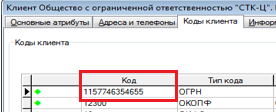 Клиент Общество с ограниченной ответственностью "СТК-Ц".
Основные атрибуты Адреса и телефоны Коды клиента Информ
Коды клиента
Код Тип кода
1157746354655 ОГРН
12300 ОКОПФ